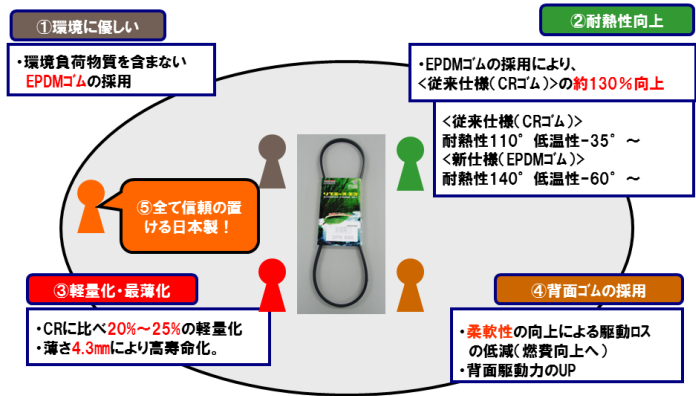 ①環境に優しい
・環境負荷物質を含まない
EPDMゴムの採用
②耐熱性向上
・EPDMゴムの採用により、
<従来仕様（CRゴム）>の約130％向上
<従来仕様（CRゴム）>
耐熱性110°低温性-35°～
<新仕様（EPDMゴム）>
耐熱性140°低温性-60°～
⑤全て信頼の置
ける日本製！
③軽量化・最薄化
・CRに比べ20%～25%の軽量化
・薄さ4.3mmにより高寿命化。
④背面ゴムの採用
・柔軟性の向上による駆動ロス
の低減（燃費向上へ）
・背面駆動力のUP